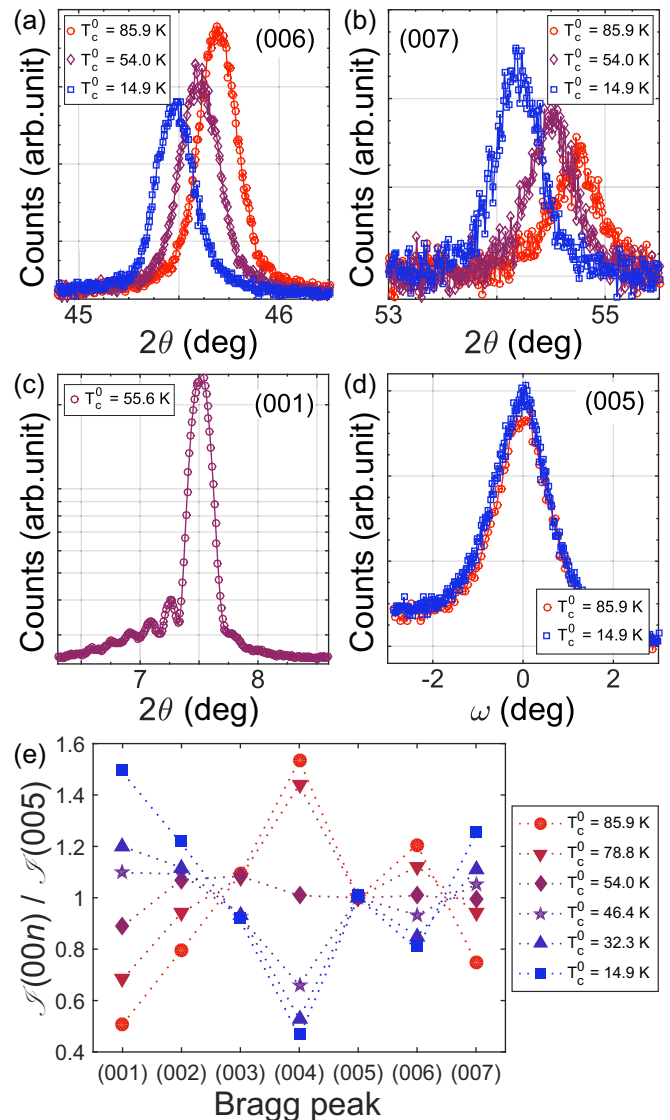 (a)
T_c^0 = 85.9 K
T_c^0 = 54.0 K
T_c^0 = 14.9 K
(006)
Counts (arb.unit)
45
46
2θ (deg)
(b)
(007)
T_c^0 = 85.9 K
T_c^0 = 54.0 K
T_c^0 = 14.9 K
Counts (arb.unit)
53
55
2θ (deg)
(c)
T_c^0 = 55.6 K
(001)
Counts (arb.unit)
7
8
2θ (deg)
(d)
(005)
Counts (arb.unit)
T_c^0 = 85.9 K
T_c^0 = 14.9 K
-2
0
2
ω (deg)
(e)
1.6
1.4
1.2
1
0.8
0.6
0.4
ℐ(00n) / ℐ(005)
(001) (002) (003) (004) (005) (006) (007)
Bragg peak
T_c^0 = 85.9 K
T_c^0 = 78.8 K
T_c^0 = 54.0 K
T_c^0 = 46.4 K
T_c^0 = 32.3 K
T_c^0 = 14.9 K